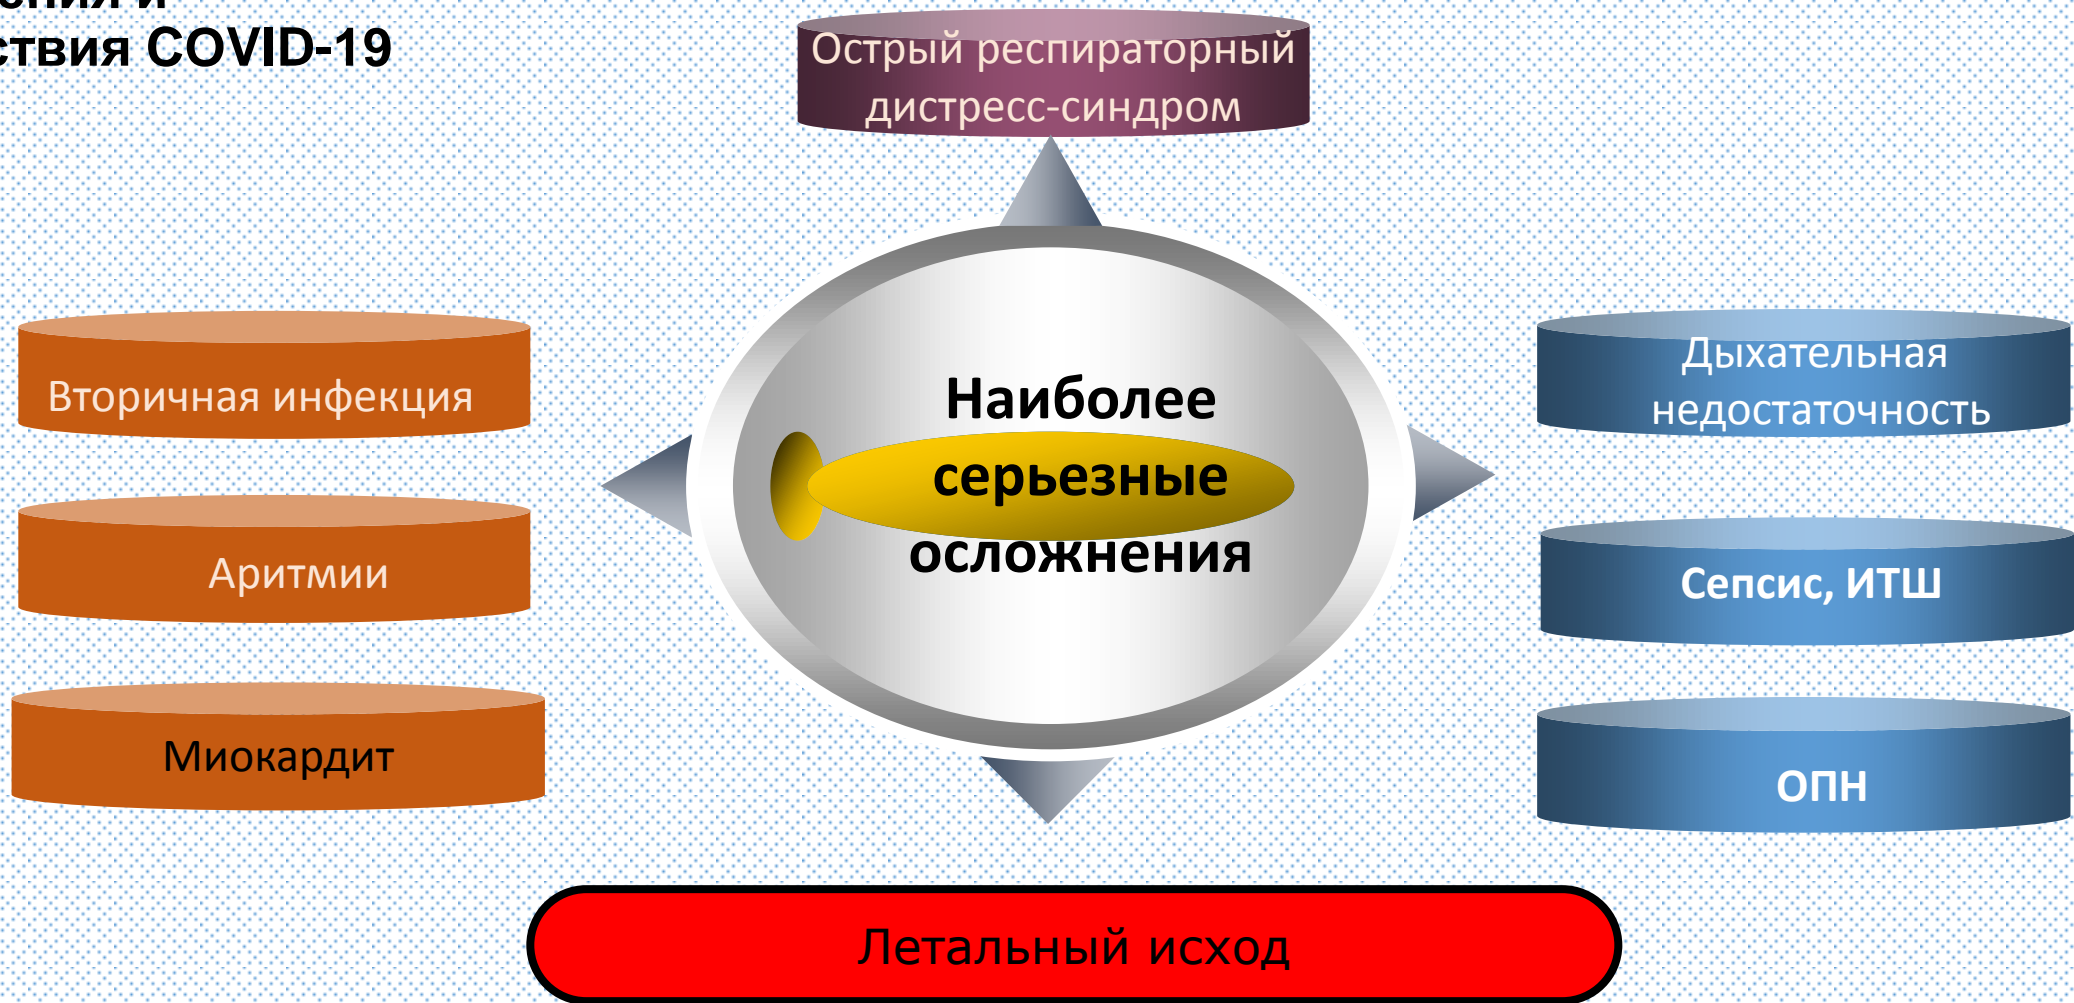 ствия COVID-19
Острый респираторный
дистресс-синдром
Вторичная инфекция
Аритмии
Миокардит
Наиболее
серьезные
осложнения
Дыхательная
недостаточность
Сепсис, ИТШ
ОПН
Летальный исход